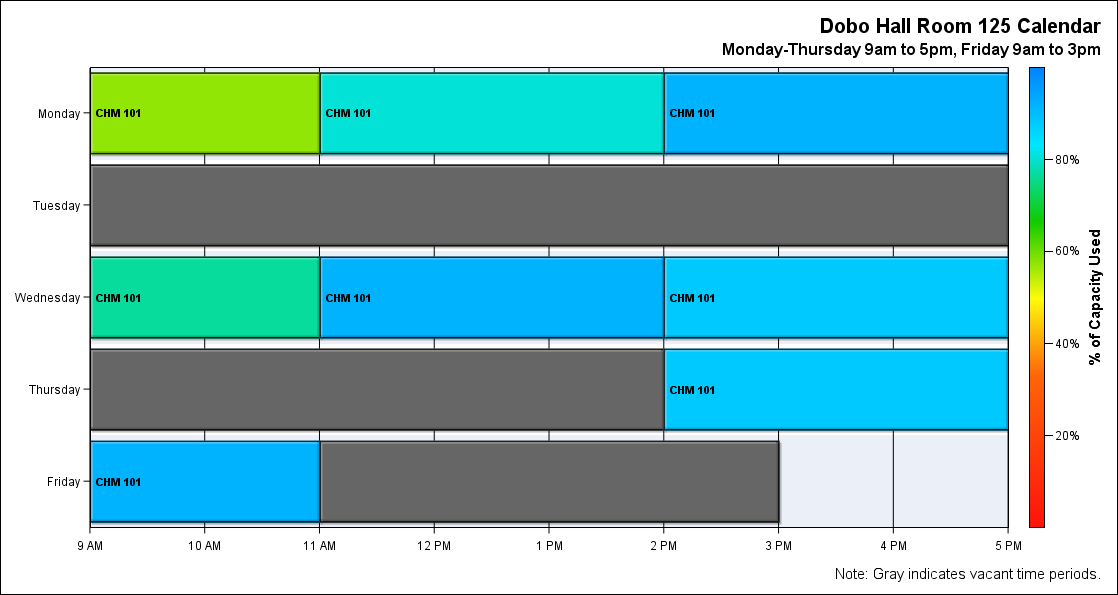 Dobo Hall Room 125 Calendar
Monday-Thursday 9am to 5pm, Friday 9am to 3pm
Monday
CHM 101
CHM 101
CHM 101
Tuesday
Wednesday
CHM 101
CHM 101
CHM 101
Thursday
CHM 101
Friday
CHM 101
9 AM
10 AM
11 AM
12 PM
1 PM
2 PM
3 PM
4 PM
5 PM
80%
60%
40%
20%
% of Capacity Used
Note: Gray indicates vacant time periods.